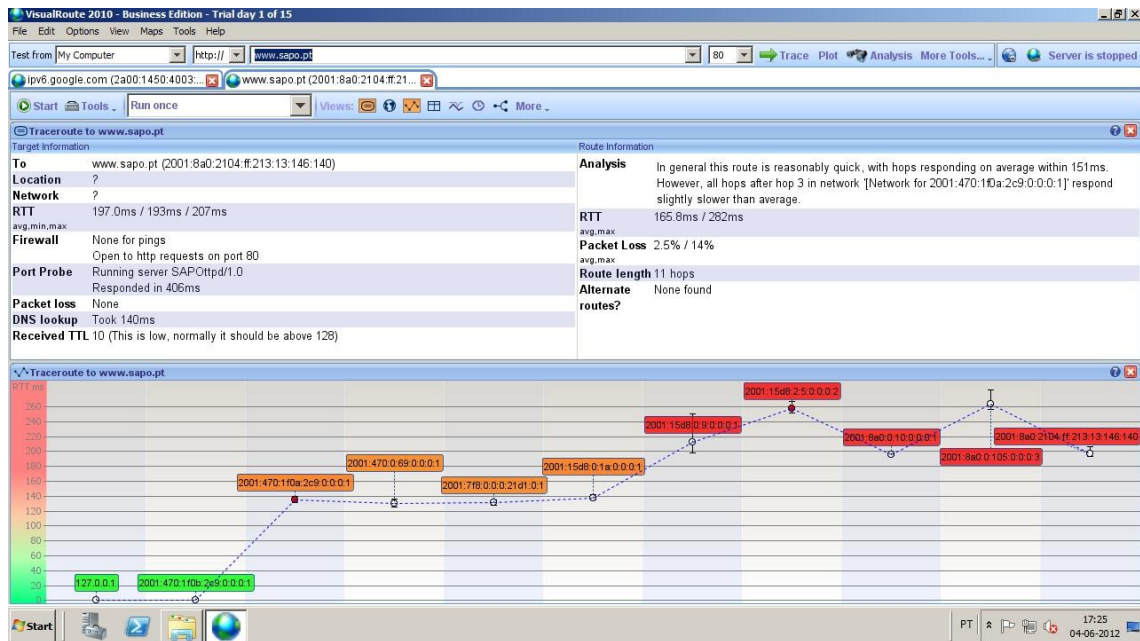 VisualRoute 2010 - Business Edition - Trial day 1 of 15
File Edit Options View Maps Tools Help
Test from My Computer http:// www.sapo.pt 80 Trace Plot Analysis More Tools... Server is stopped
ipv6.google.com (2a00:1450:4003:... www.sapo.pt (2001:8a0:2104:ff:21...
Start Tools Run once Views: More
Traceroute to www.sapo.pt
Target Information
To www.sapo.pt (2001:8a0:2104:ff:213:13:146:140)
Location ?
Network ?
RTT 197.0ms / 193ms / 207ms
avg,min,max
Firewall None for pings
Open to http requests on port 80
Port Probe Running server SAPOttpd/1.0
Responded in 406ms
Packet loss None
DNS lookup Took 140ms
Received TTL 10 (This is low, normally it should be above 128)
Route Information
Analysis In general this route is reasonably quick, with hops responding on average within 151ms.
However, all hops after hop 3 in network '[Network for 2001:470:1f0a:2c9:0:0:0:1]' respond
slightly slower than average.
RTT 165.8ms / 282ms
avg,max
Packet Loss 2.5% / 14%
avg,max
Route length 11 hops
Alternate None found
routes?
Traceroute to www.sapo.pt
RTT ms
260
240
220
200
180
160
140
120
100
80
60
40
20
0
127.0.0.1
2001:470:1f0b:2e9:0:0:0:1
2001:470:1f0a:2c9:0:0:0:1
2001:470:0:69:0:0:0:1
2001:7f8:0:0:0:21d1:0:1
2001:15d8:0:1a:0:0:0:1
2001:15d8:0:9:0:0:0:1
2001:15d8:2:5:0:0:0:2
2001:8a0:0:10:0:0:0:1
2001:8a0:0:105:0:0:0:3
2001:8a0:2104:ff:213:13:146:140
Start PT 17:25
04-06-2012